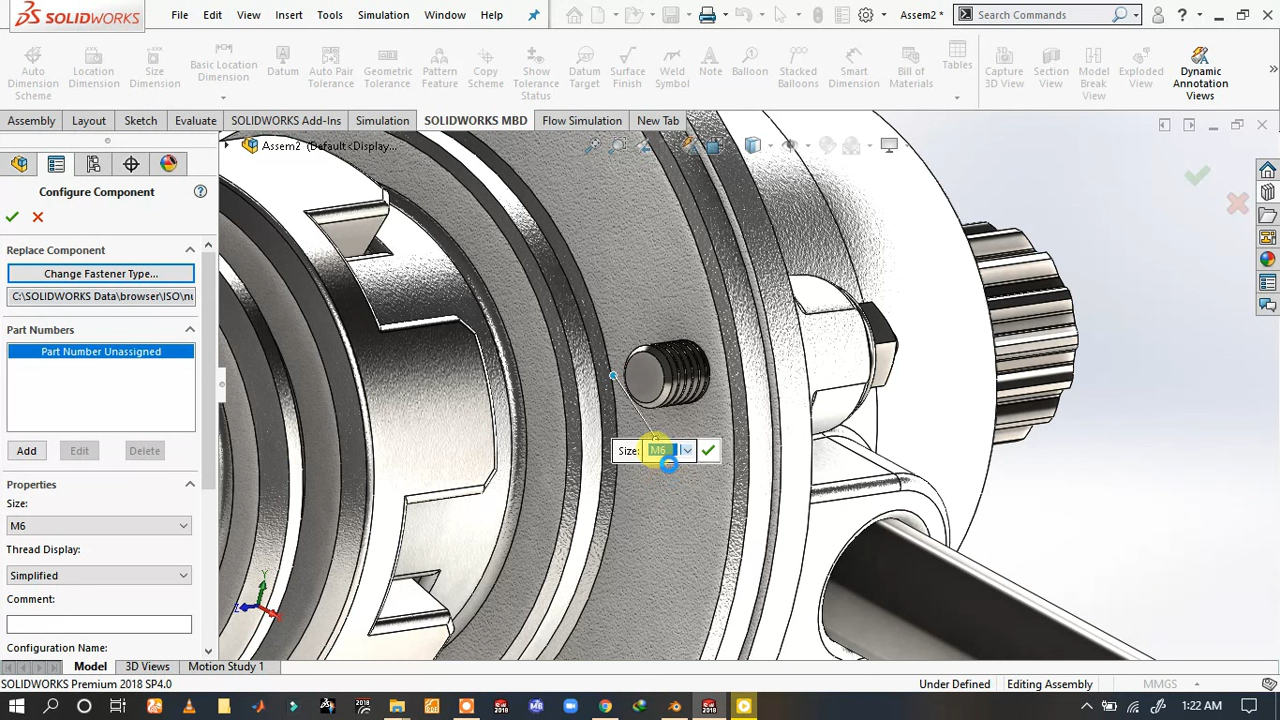 SOLIDWORKS
File Edit View Insert Tools Simulation Window Help
Assem2 *
Search Commands
Auto Dimension Scheme
Location Dimension
Size Dimension
Basic Location Dimension
Datum
Auto Pair Tolerance
Geometric Tolerance
Pattern Feature
Copy Scheme
Show Tolerance Status
Datum Target
Surface Finish
Weld Symbol
Note
Balloon
Stacked Balloons
Smart Dimension
Bill of Materials
Tables
Capture 3D View
Section View
Model Break View
Exploded View
Dynamic Annotation Views
Assembly Layout Sketch Evaluate SOLIDWORKS Add-Ins Simulation SOLIDWORKS MBD Flow Simulation New Tab
Assem2 (Default<Display...
Configure Component
Replace Component
Change Fastener Type...
C:\SOLIDWORKS Data\browser\ISO\nu
Part Numbers
Part Number Unassigned
Add Edit Delete
Properties
Size:
M6
Thread Display:
Simplified
Comment:
Configuration Name:
Size: M6
Y
Z
Model 3D Views Motion Study 1
SOLIDWORKS Premium 2018 SP4.0
Under Defined Editing Assembly MMGS
1:22 AM